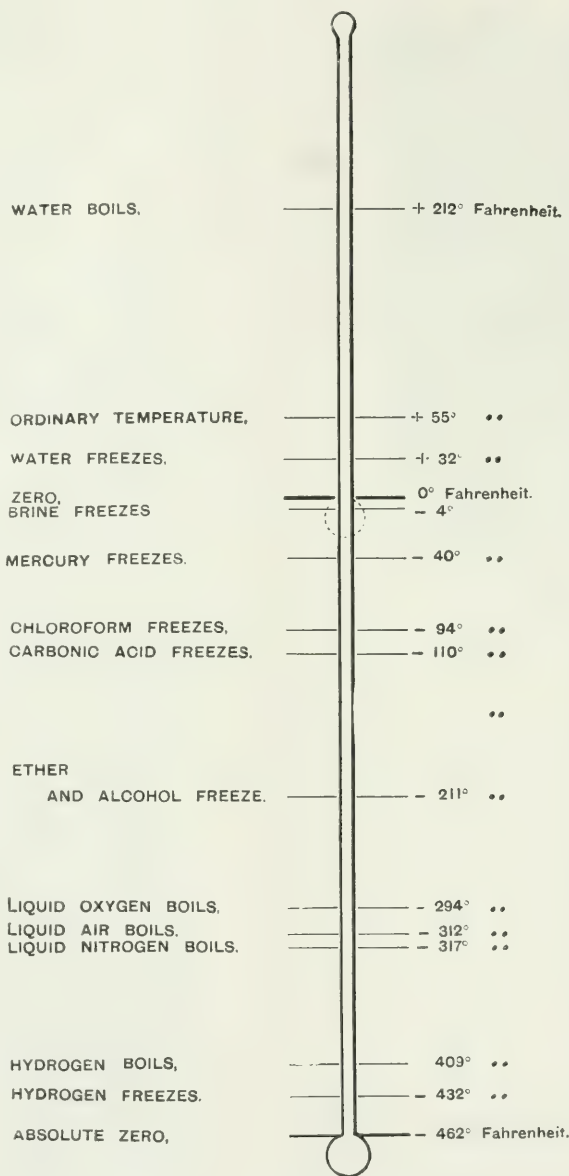 WATER BOILS, + 212° Fahrenheit.
ORDINARY TEMPERATURE, + 55° ,,
WATER FREEZES, + 32° ,,
ZERO, 0° Fahrenheit.
BRINE FREEZES - 4°
MERCURY FREEZES. - 40° ,,
CHLOROFORM FREEZES, - 94° ,,
CARBONIC ACID FREEZES. - 110° ,,
,,
ETHER
AND ALCOHOL FREEZE. - 211° ,,
LIQUID OXYGEN BOILS, - 294° ,,
LIQUID AIR BOILS. - 312° ,,
LIQUID NITROGEN BOILS. - 317° ,,
HYDROGEN BOILS, 409° ,,
HYDROGEN FREEZES. - 432° ,,
ABSOLUTE ZERO, - 462° Fahrenheit.